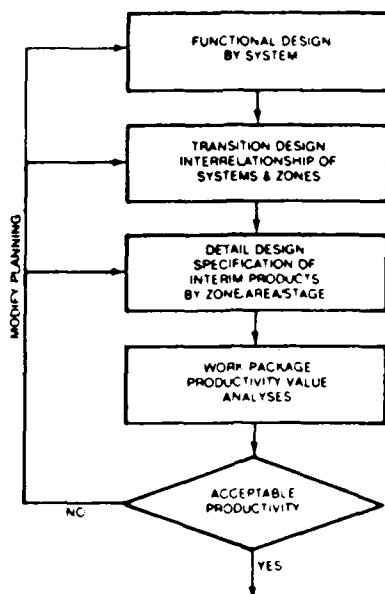 FUNCTIONAL DESIGN
BY SYSTEM
TRANSITION DESIGN
INTERRELATIONSHIP OF
SYSTEMS & ZONES
MODIFY PLANNING
DETAIL DESIGN
SPECIFICATION OF
INTERIM PRODUCTS
BY ZONE/AREA/STAGE
WORK PACKAGE
PRODUCTIVITY VALUE
ANALYSES
ACCEPTABLE
PRODUCTIVITY
NO
YES